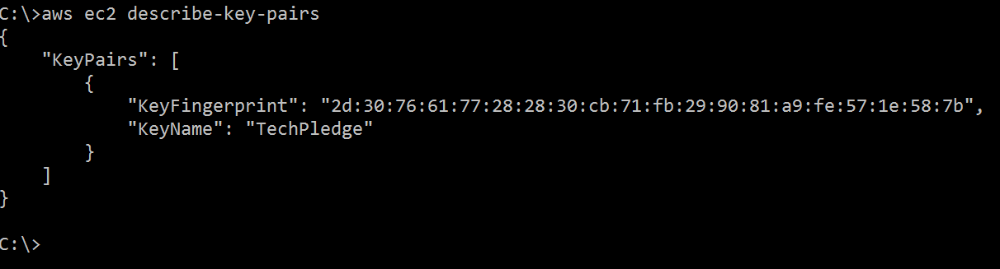 C:\>aws ec2 describe-key-pairs
{
    "KeyPairs": [
        {
            "KeyFingerprint": "2d:30:76:61:77:28:28:30:cb:71:fb:29:90:81:a9:fe:57:1e:58:7b",
            "KeyName": "TechPledge"
        }
    ]
}
C:\>